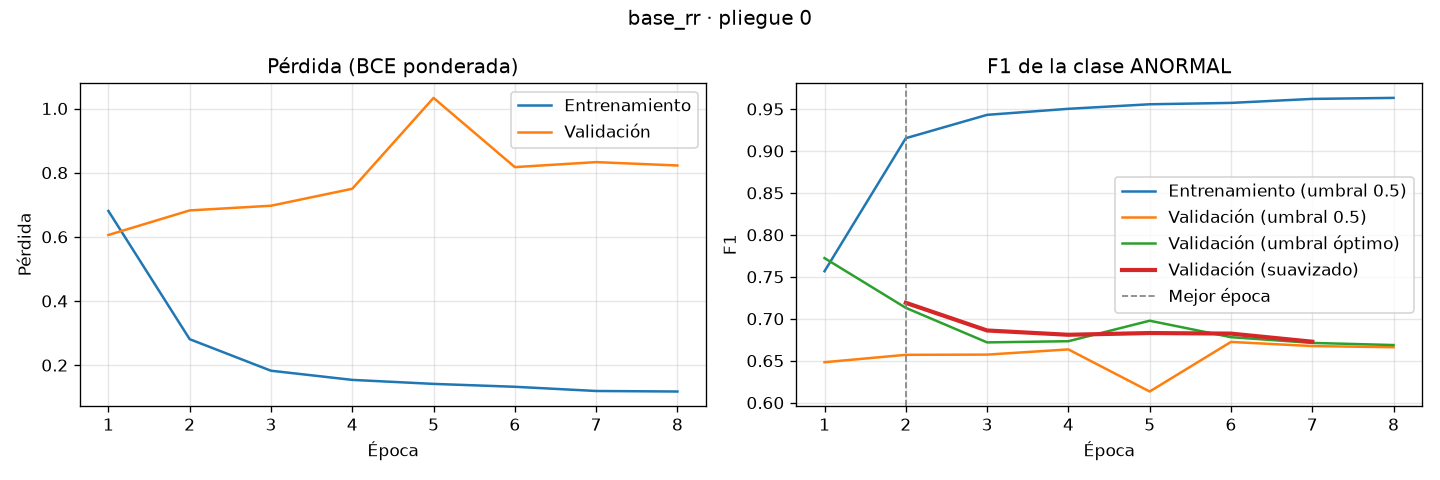 base_rr · pliegue 0
Pérdida (BCE ponderada)
Pérdida
1.0
0.8
0.6
0.4
0.2
Entrenamiento
Validación
1 2 3 4 5 6 7 8
Época
F1 de la clase ANORMAL
F1
0.95
0.90
0.85
0.80
0.75
0.70
0.65
0.60
Entrenamiento (umbral 0.5)
Validación (umbral 0.5)
Validación (umbral óptimo)
Validación (suavizado)
Mejor época
1 2 3 4 5 6 7 8
Época